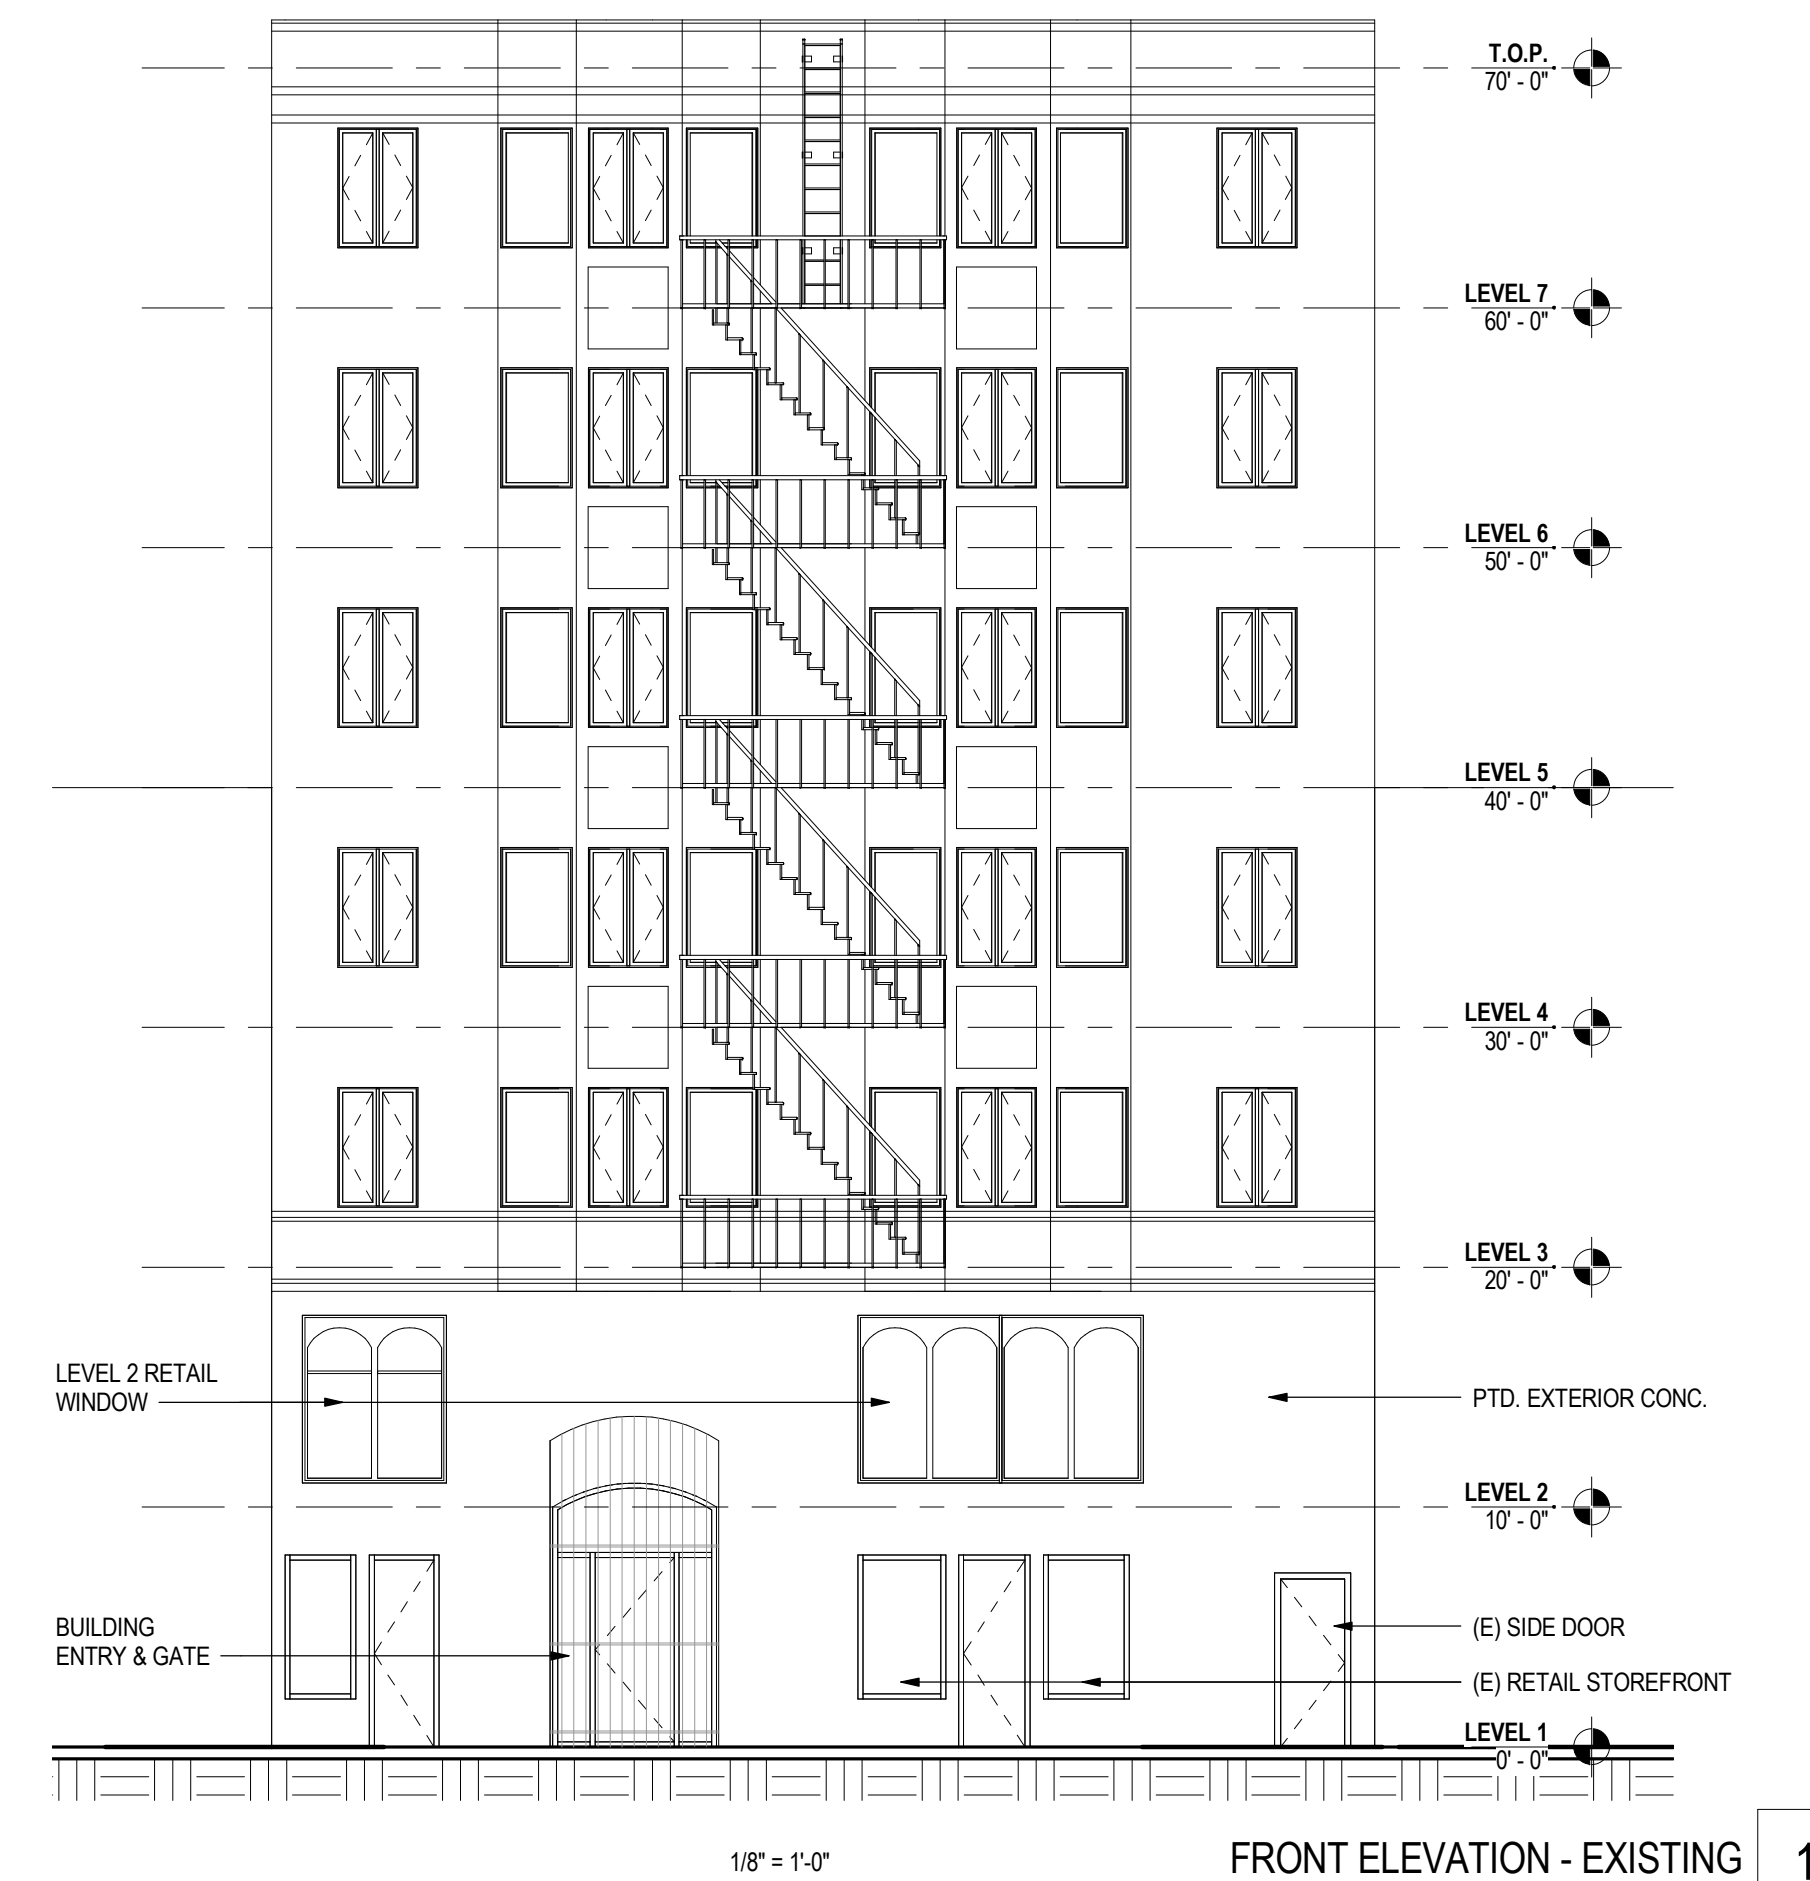 T.O.P.
70' - 0"
LEVEL 7
60' - 0"
LEVEL 6
50' - 0"
LEVEL 5
40' - 0"
LEVEL 4
30' - 0"
LEVEL 3
20' - 0"
LEVEL 2 RETAIL
WINDOW
PTD. EXTERIOR CONC.
LEVEL 2
10' - 0"
BUILDING
ENTRY & GATE
(E) SIDE DOOR
(E) RETAIL STOREFRONT
LEVEL 1
0' - 0"
1/8" = 1'-0"
FRONT ELEVATION - EXISTING
1